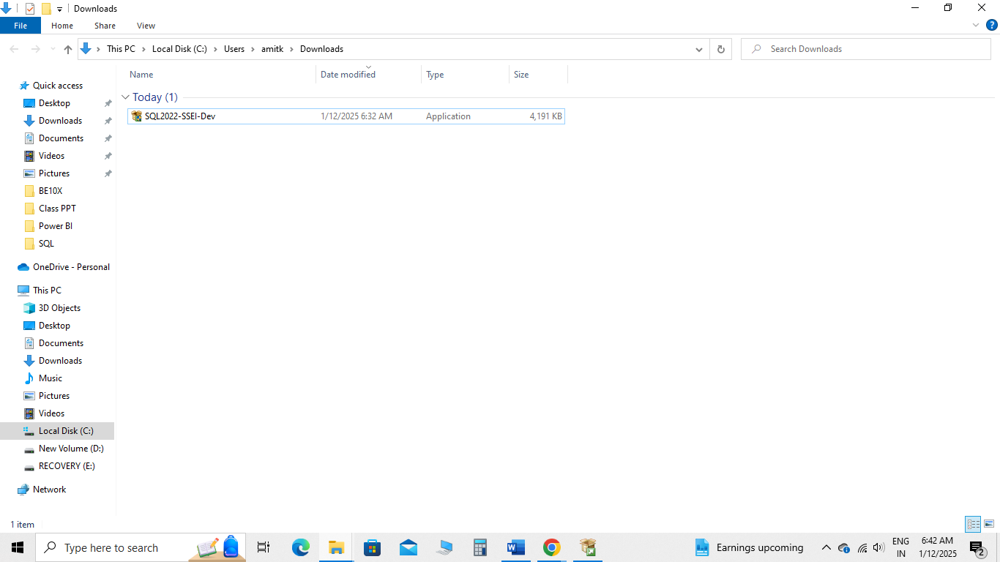 Downloads
File Home Share View
This PC Local Disk (C:) Users amitk Downloads
Search Downloads
Name Date modified Type Size
Today (1)
SQL2022-SSEI-Dev 1/12/2025 6:32 AM Application 4,191 KB
Quick access
Desktop
Downloads
Documents
Videos
Pictures
BE10X
Class PPT
Power BI
SQL
OneDrive - Personal
This PC
3D Objects
Desktop
Documents
Downloads
Music
Pictures
Videos
Local Disk (C:)
New Volume (D:)
RECOVERY (E:)
Network
1 item
Type here to search
Earnings upcoming
ENG
IN
6:42 AM
1/12/2025
2